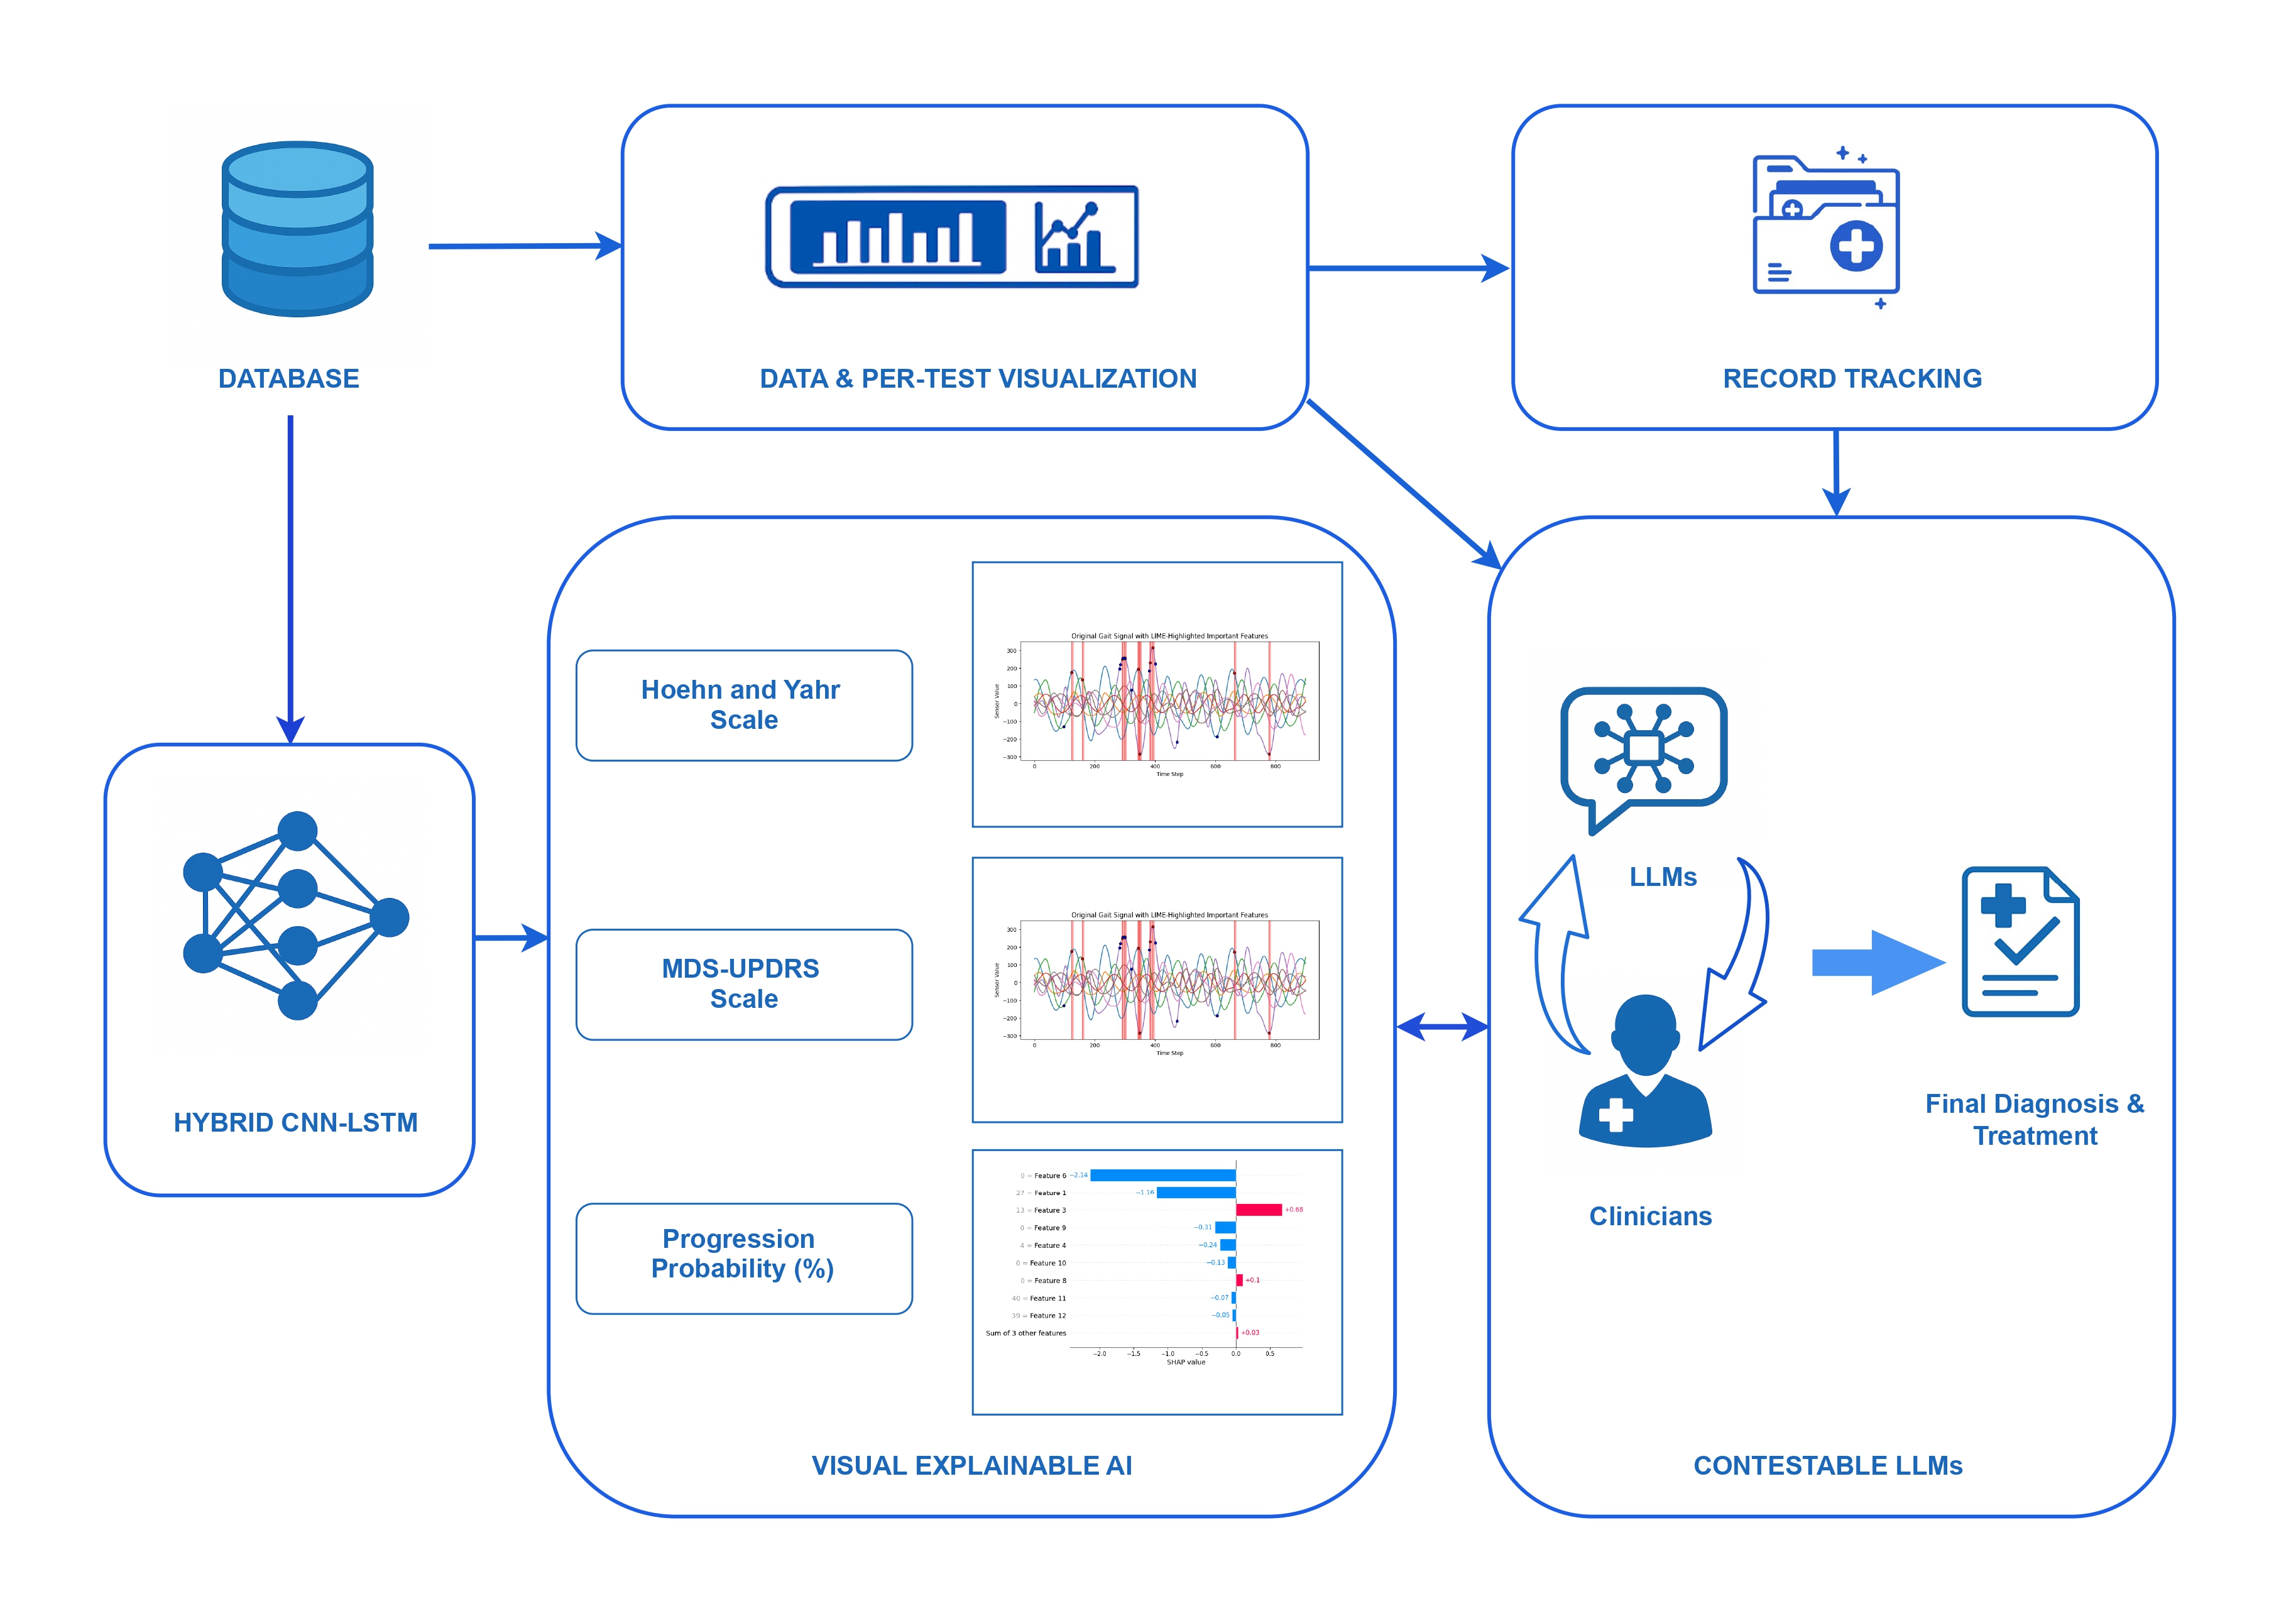 DATABASE
DATA & PER-TEST VISUALIZATION
RECORD TRACKING
HYBRID CNN-LSTM
Hoehn and Yahr
Scale
Original Gait Signal with LIME-Highlighted Important Features
Sensor Value
300
200
100
0
−100
−200
−300
0 200 400 600 800
Time Step
MDS-UPDRS
Scale
Original Gait Signal with LIME-Highlighted Important Features
Sensor Value
300
200
100
0
−100
−200
−300
0 200 400 600 800
Time Step
Progression
Probability (%)
0 = Feature 6 −2.14
27 = Feature 1 −1.16
13 = Feature 3 +0.68
0 = Feature 9 −0.31
4 = Feature 4 −0.24
0 = Feature 10 −0.13
0 = Feature 8 +0.1
40 = Feature 11 −0.07
39 = Feature 12 −0.05
Sum of 3 other features +0.03
−2.0 −1.5 −1.0 −0.5 0.0 0.5
SHAP value
VISUAL EXPLAINABLE AI
LLMs
Clinicians
Final Diagnosis &
Treatment
CONTESTABLE LLMs